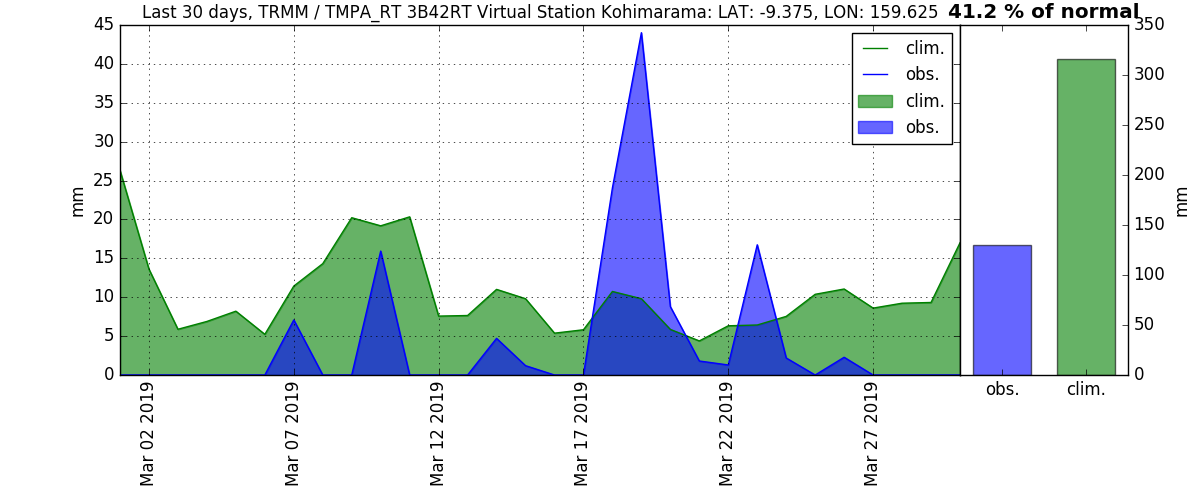 Last 30 days, TRMM / TMPA_RT 3B42RT Virtual Station Kohimarama: LAT: -9.375, LON: 159.625
41.2 % of normal
45
40
35
30
25
20
15
10
5
0
mm
Mar 02 2019
Mar 07 2019
Mar 12 2019
Mar 17 2019
Mar 22 2019
Mar 27 2019
clim.
obs.
clim.
obs.
350
300
250
200
150
100
50
0
mm
obs.
clim.